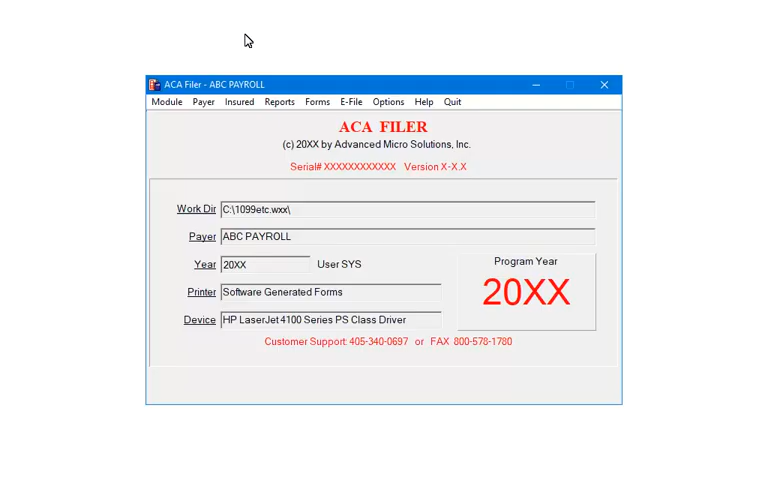 ACA Filer - ABC PAYROLL
Module Payer Insured Reports Forms E-File Options Help Quit
ACA FILER
(c) 20XX by Advanced Micro Solutions, Inc.
Serial# XXXXXXXXXXXX Version X-X.X
Work Dir C:\1099etc.wxx\
Payer ABC PAYROLL
Year 20XX User SYS
Program Year
20XX
Printer Software Generated Forms
Device HP LaserJet 4100 Series PS Class Driver
Customer Support: 405-340-0697 or FAX 800-578-1780